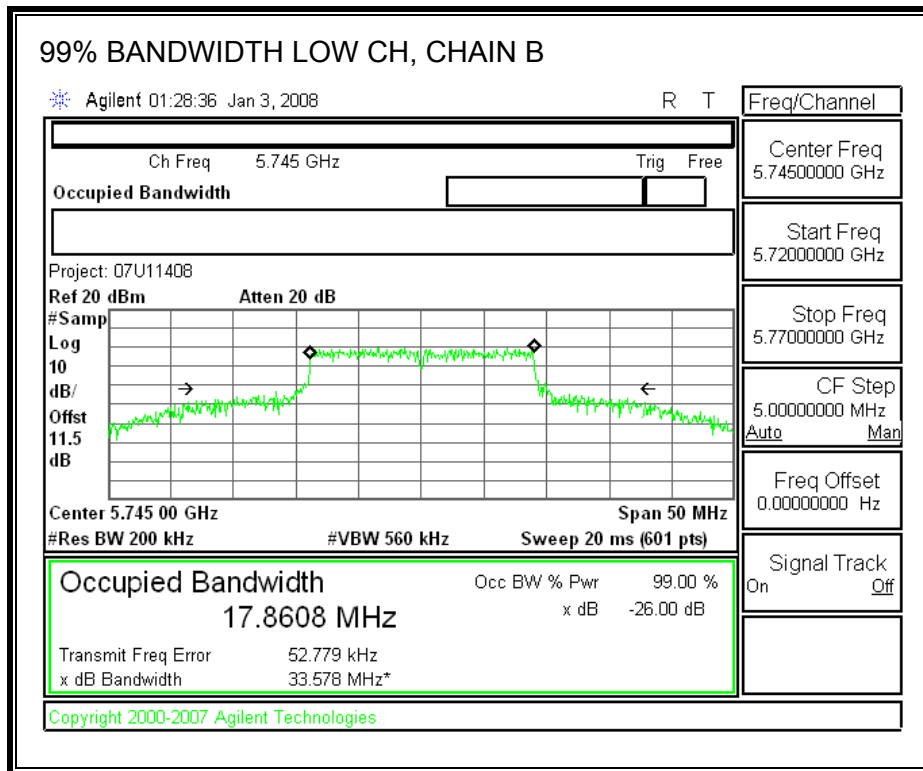 99% BANDWIDTH LOW CH, CHAIN B
Agilent 01:28:36 Jan 3, 2008 R T
Ch Freq 5.745 GHz Trig Free
Occupied Bandwidth
Project: 07U11408
Ref 20 dBm Atten 20 dB
#Samp
Log
10
dB/
Offst
11.5
dB
Center 5.745 00 GHz Span 50 MHz
#Res BW 200 kHz #VBW 560 kHz Sweep 20 ms (601 pts)
Occupied Bandwidth
17.8608 MHz
Occ BW % Pwr 99.00 %
x dB -26.00 dB
Transmit Freq Error 52.779 kHz
x dB Bandwidth 33.578 MHz*
Copyright 2000-2007 Agilent Technologies
Freq/Channel
Center Freq
5.74500000 GHz
Start Freq
5.72000000 GHz
Stop Freq
5.77000000 GHz
CF Step
5.00000000 MHz
Auto Man
Freq Offset
0.00000000 Hz
Signal Track
On Off